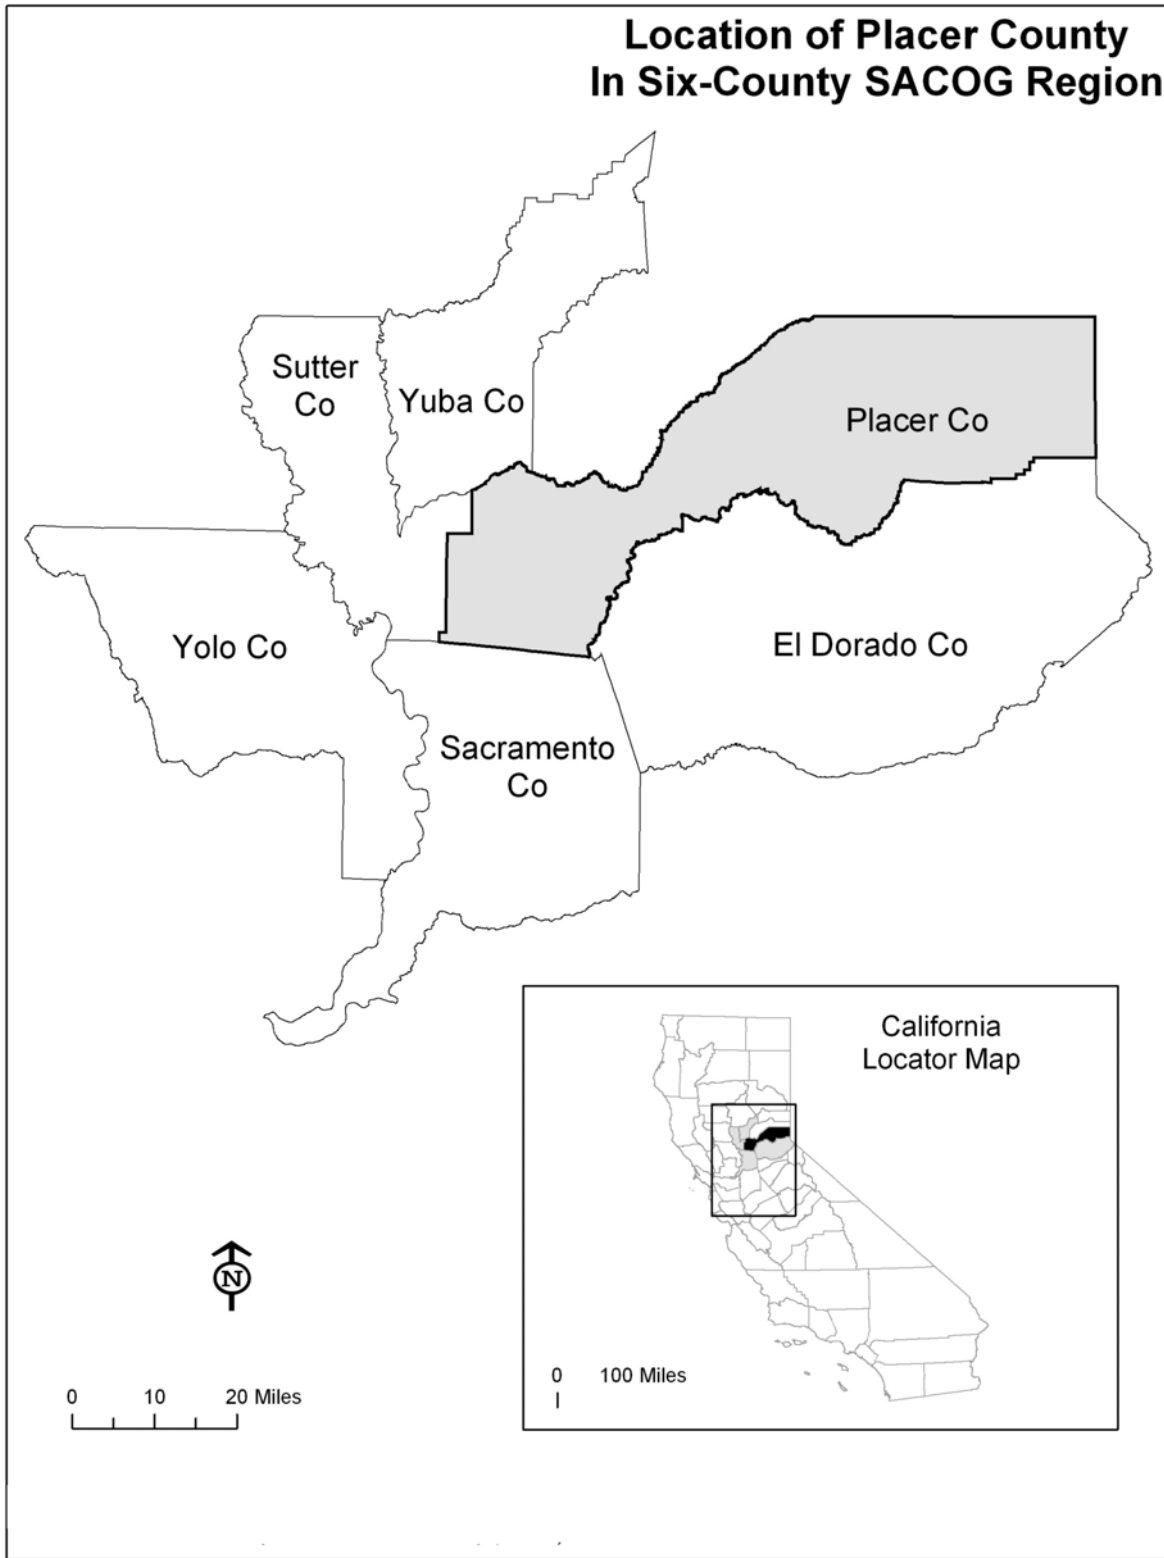 Location of Placer County
In Six-County SACOG Region
Sutter
Co
Yuba Co
Placer Co
Yolo Co
El Dorado Co
Sacramento
Co
California
Locator Map
N
0 10 20 Miles
0 100 Miles